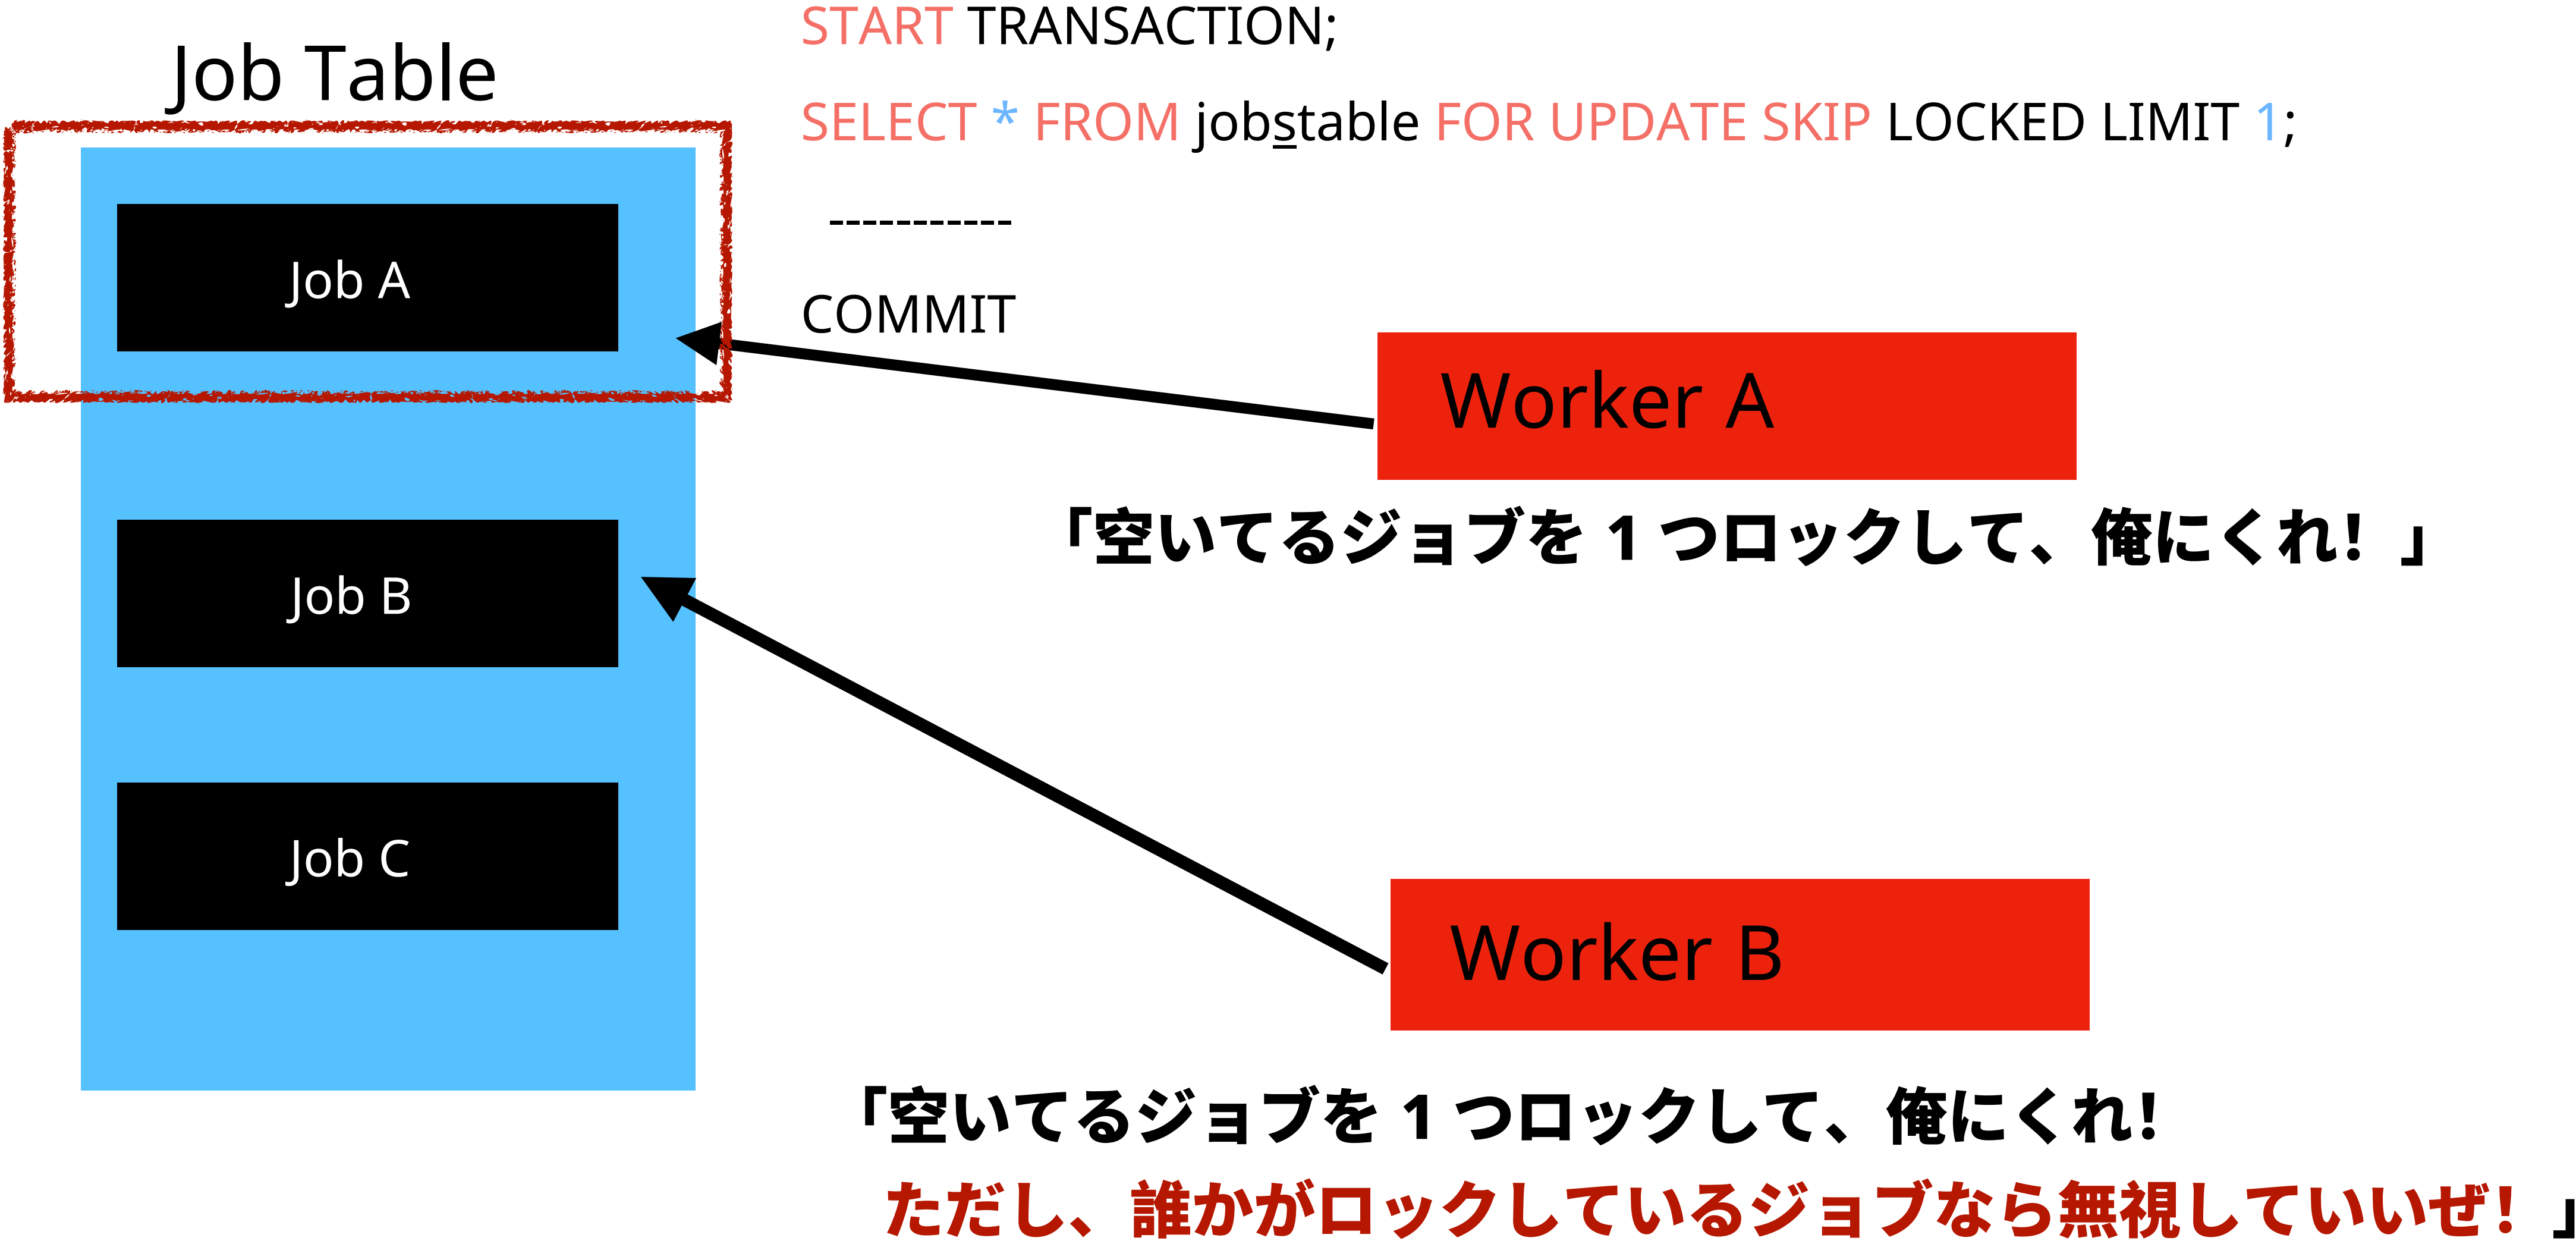 START TRANSACTION;
Job Table
SELECT * FROM jobstable FOR UPDATE SKIP LOCKED LIMIT 1;
-----------
Job A
COMMIT
Worker A
「空いてるジョブを 1 つロックして、俺にくれ！」
Job B
Job C
Worker B
「空いてるジョブを 1 つロックして、俺にくれ！
ただし、誰かがロックしているジョブなら無視していいぜ！」